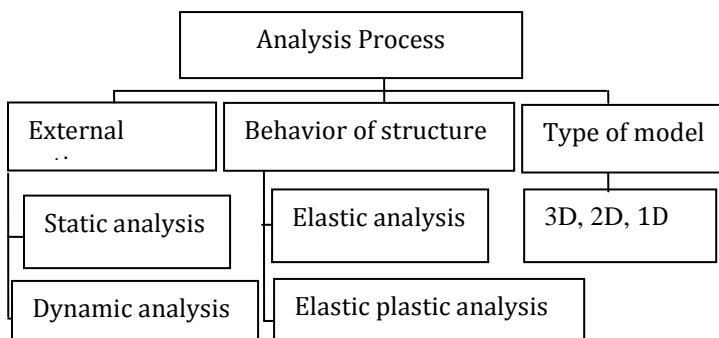 Analysis Process
External
Behavior of structure
Type of model
Static analysis
Elastic analysis
3D, 2D, 1D
Dynamic analysis
Elastic plastic analysis